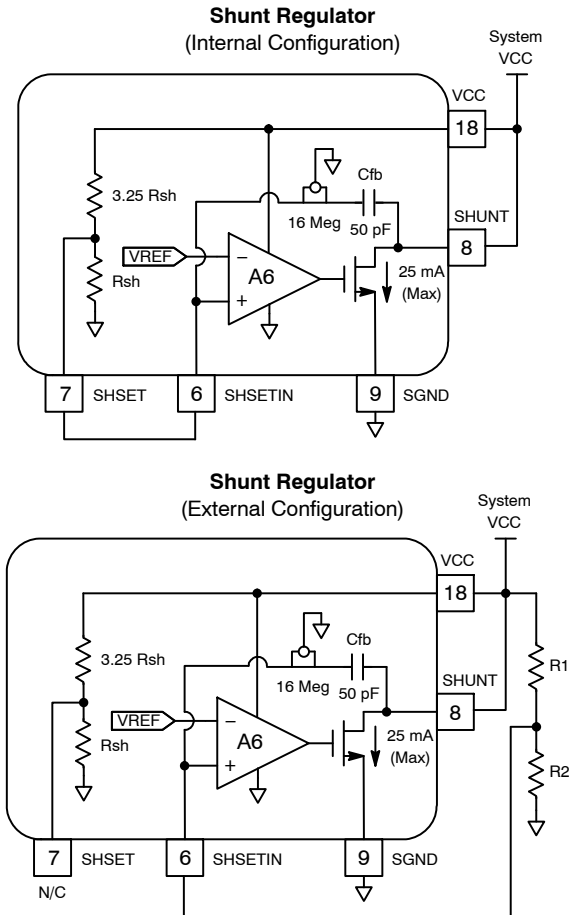 Shunt Regulator
(Internal Configuration)
System
VCC
VCC
18
3.25 Rsh
Cfb
16 Meg
50 pF
SHUNT
8
VREF
Rsh
−
A6
+
25 mA
(Max)
7
SHSET
6
SHSETIN
9
SGND
Shunt Regulator
(External Configuration)
System
VCC
VCC
18
3.25 Rsh
Cfb
R1
16 Meg
50 pF
SHUNT
8
VREF
Rsh
−
A6
+
25 mA
(Max)
R2
7
SHSET
6
SHSETIN
9
SGND
N/C